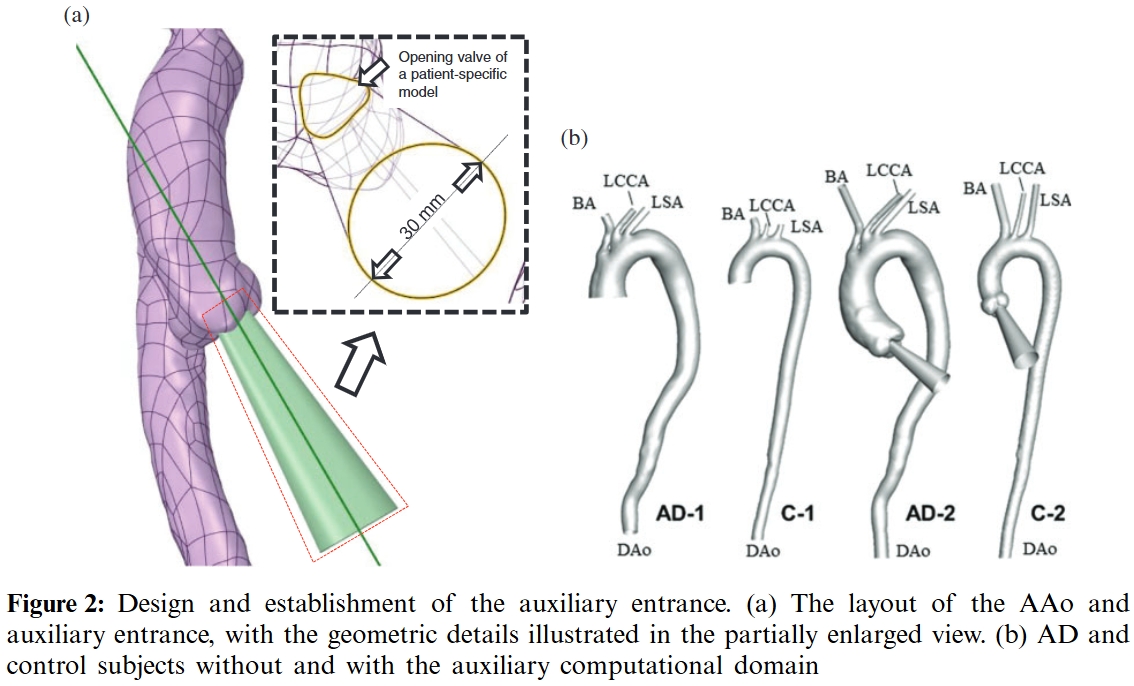 (a)
Opening valve of
a patient-specific
model
30 mm
(b)
BA
LCCA
LSA
AD-1
DAo
BA
LCCA
LSA
C-1
DAo
BA
LCCA
LSA
AD-2
DAo
BA
LCCA
LSA
C-2
DAo
Figure 2: Design and establishment of the auxiliary entrance. (a) The layout of the AAo and
auxiliary entrance, with the geometric details illustrated in the partially enlarged view. (b) AD and
control subjects without and with the auxiliary computational domain